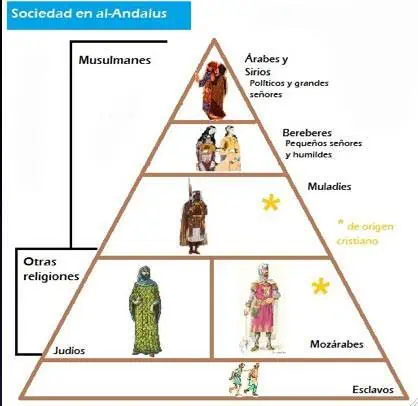 Sociedad en al-Andalus
Musulmanes
Árabes y
Sirios
Políticos y grandes
señores
Bereberes
Pequeños señores
y humildes
Muladíes
*
* de origen
cristiano
Otras
religiones
*
Judíos
Mozárabes
Esclavos